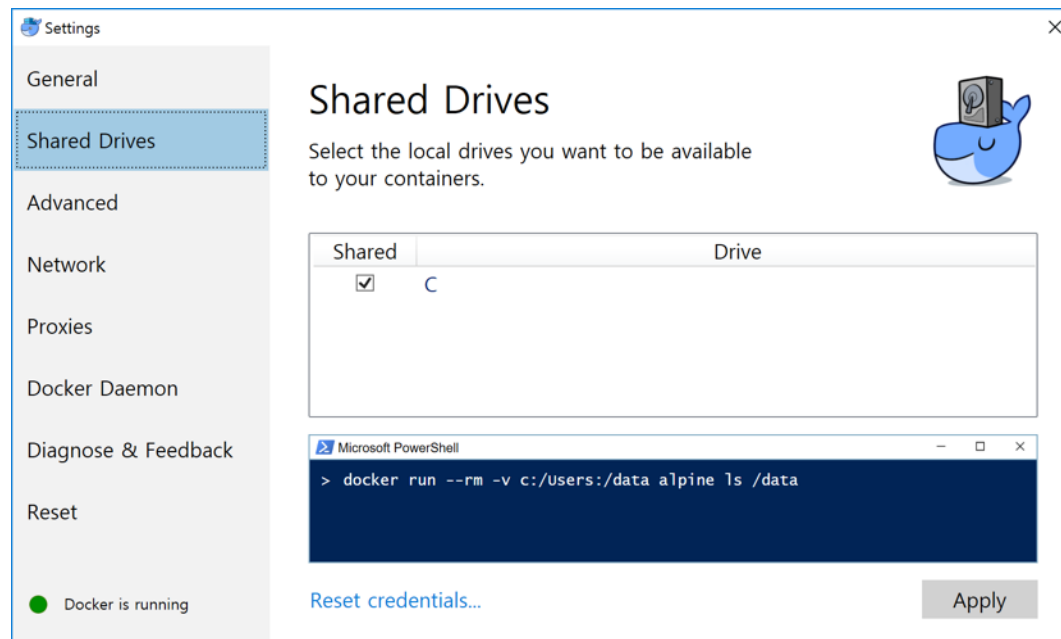 Settings
General
Shared Drives
Advanced
Network
Proxies
Docker Daemon
Diagnose & Feedback
Reset
Docker is running
Shared Drives
Select the local drives you want to be available
to your containers.
Shared Drive
C
Microsoft PowerShell
> docker run --rm -v c:/Users:/data alpine ls /data
Reset credentials...
Apply